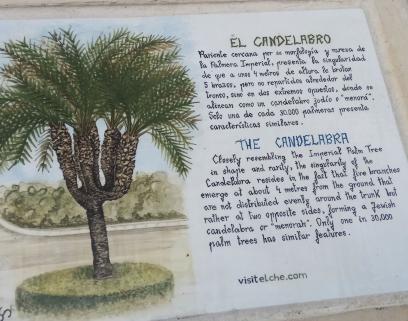 EL CANDELABRO
Pariente cercana por su morfología y rareza de
la Palmera Imperial, presenta la singularidad
de que a unos 4 metros de altura le brotan
5 brazos, pero no repartidos alrededor del
tronco, sino en dos extremos opuestos, donde se
alinean como un candelabro judío o "menorá".
Solo una de cada 30.000 palmeras presenta
características similares.
THE CANDELABRA
Closely resembling the Imperial Palm Tree
in shape and rarity, the singularity of the
Candelabra resides in the fact that five branches
emerge at about 4 metres from the ground that
are not distributed evenly around the trunk but
rather at two opposite sides, forming a Jewish
candelabra or "menorah". Only one in 30,000
palm trees has similar features.
visitelche.com